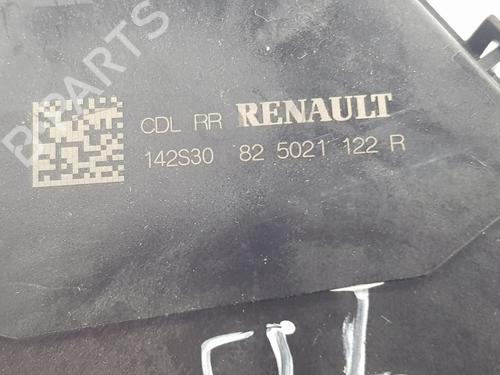 B-PARTS
CDL RR RENAULT
142S30 82 5021 122 R